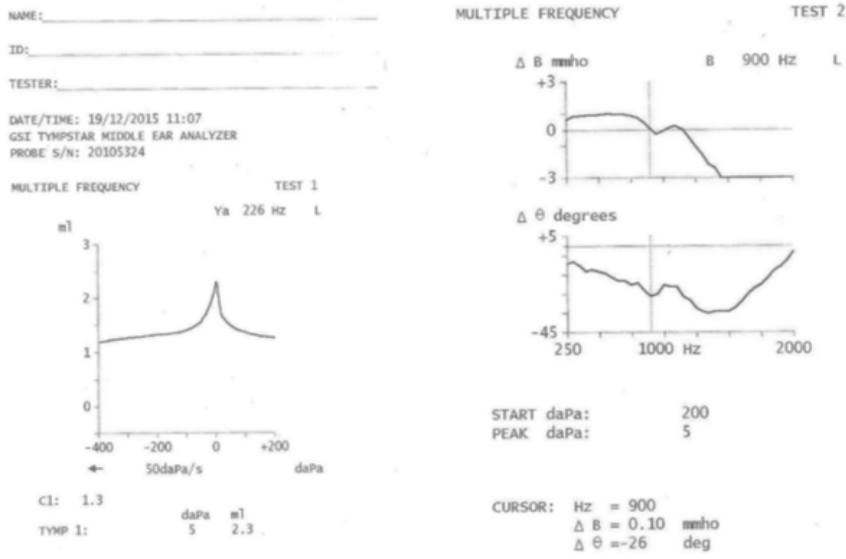 NAME:
ID:
TESTER:
DATE/TIME: 19/12/2015 11:07
GSI TYMPSTAR MIDDLE EAR ANALYZER
PROBE S/N: 20105324
MULTIPLE FREQUENCY TEST 1
Ya 226 Hz L
ml
3
2
1
0
-400 -200 0 +200
← 50daPa/s daPa
C1: 1.3
daPa ml
TYMP 1: 5 2.3
MULTIPLE FREQUENCY TEST 2
Δ B mmho B 900 Hz L
+3
0
-3
Δ θ degrees
+5
-45
250 1000 Hz 2000
START daPa: 200
PEAK daPa: 5
CURSOR: Hz = 900
Δ B = 0.10 mmho
Δ θ =-26 deg